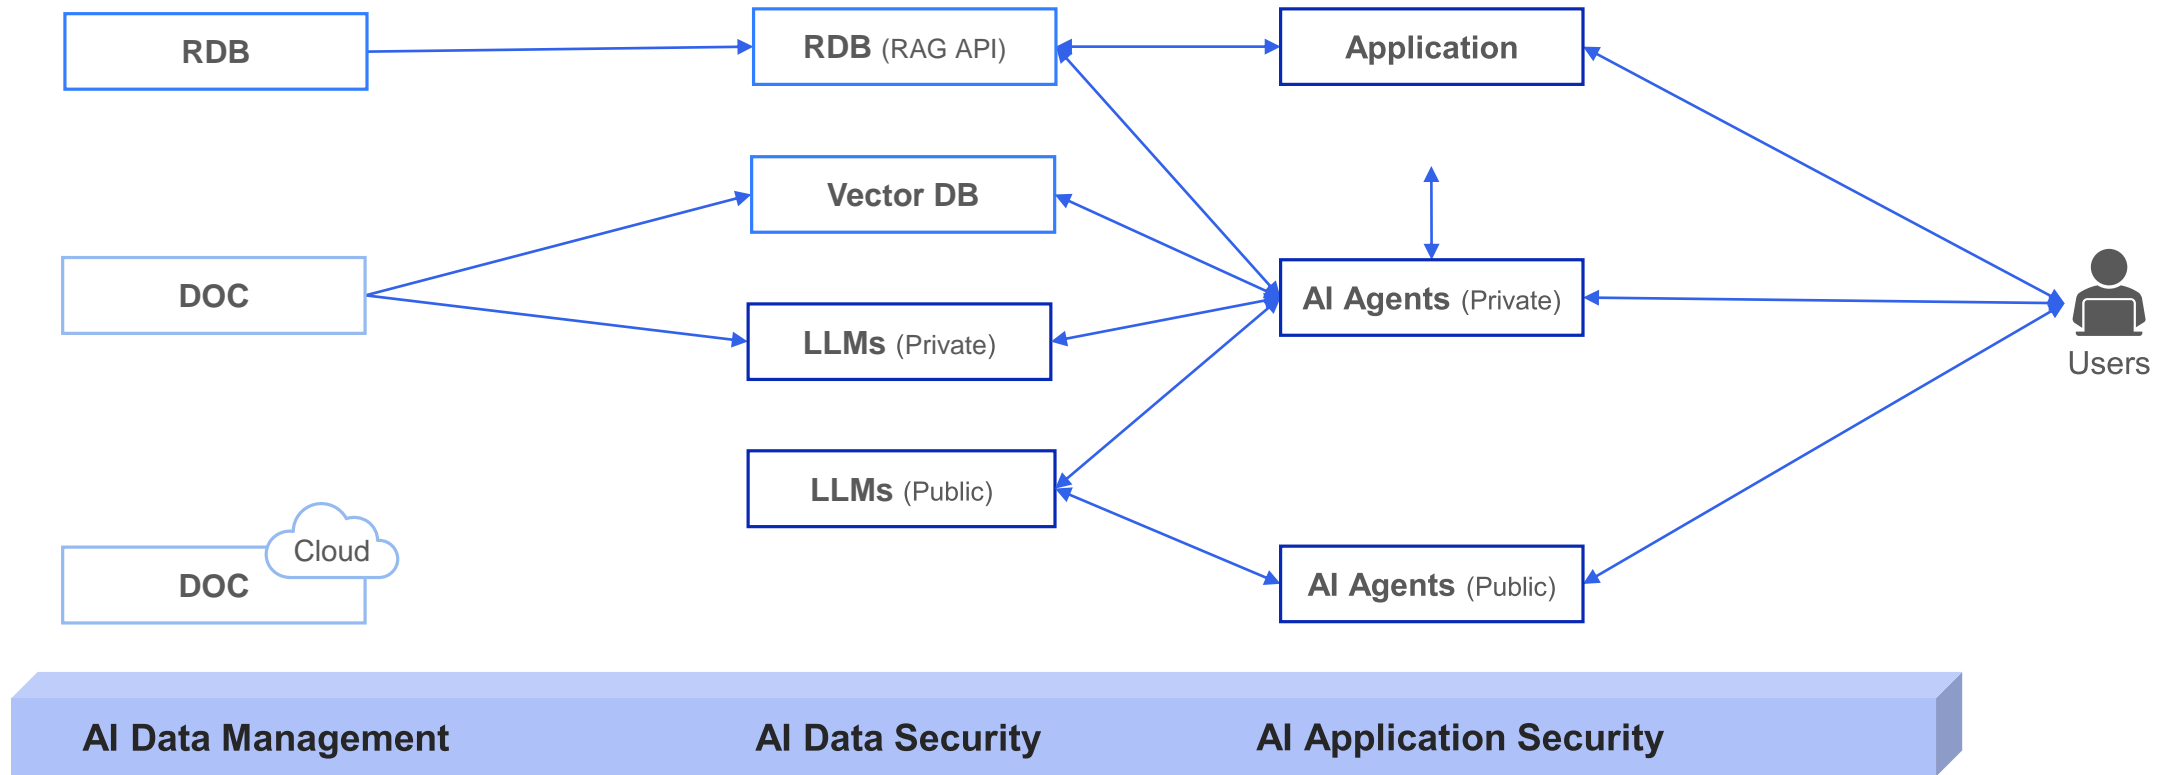 RDB
RDB (RAG API)
Application
Vector DB
DOC
AI Agents (Private)
LLMs (Private)
Users
LLMs (Public)
Cloud
DOC
AI Agents (Public)
AI Data Management
AI Data Security
AI Application Security